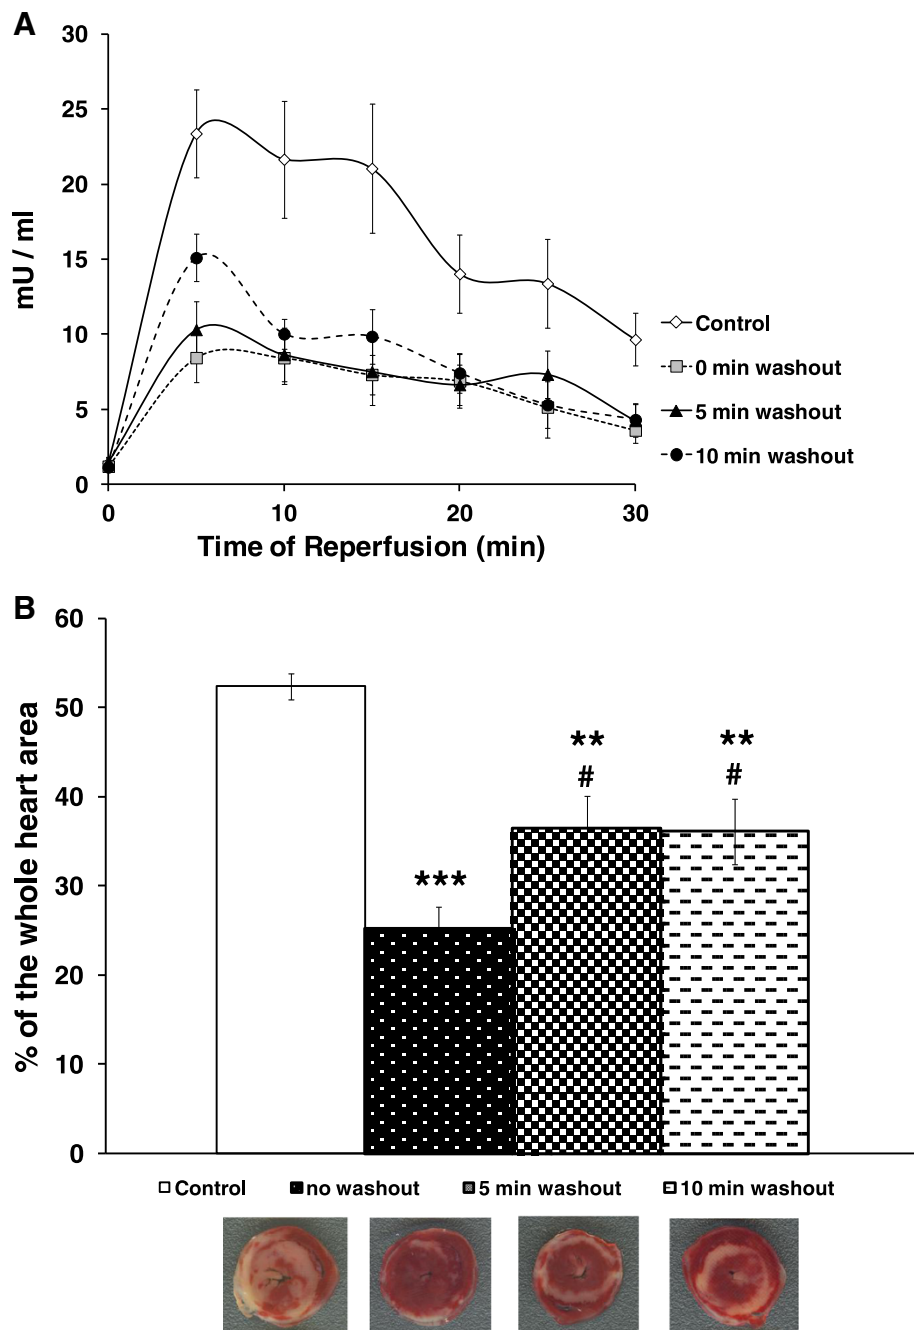 A
30
25
20
15
10
5
0
mU / ml
0 10 20 30
Time of Reperfusion (min)
Control
0 min washout
5 min washout
10 min washout
B
60
50
40
30
20
10
0
% of the whole heart area
***
**
#
**
#
Control no washout 5 min washout 10 min washout